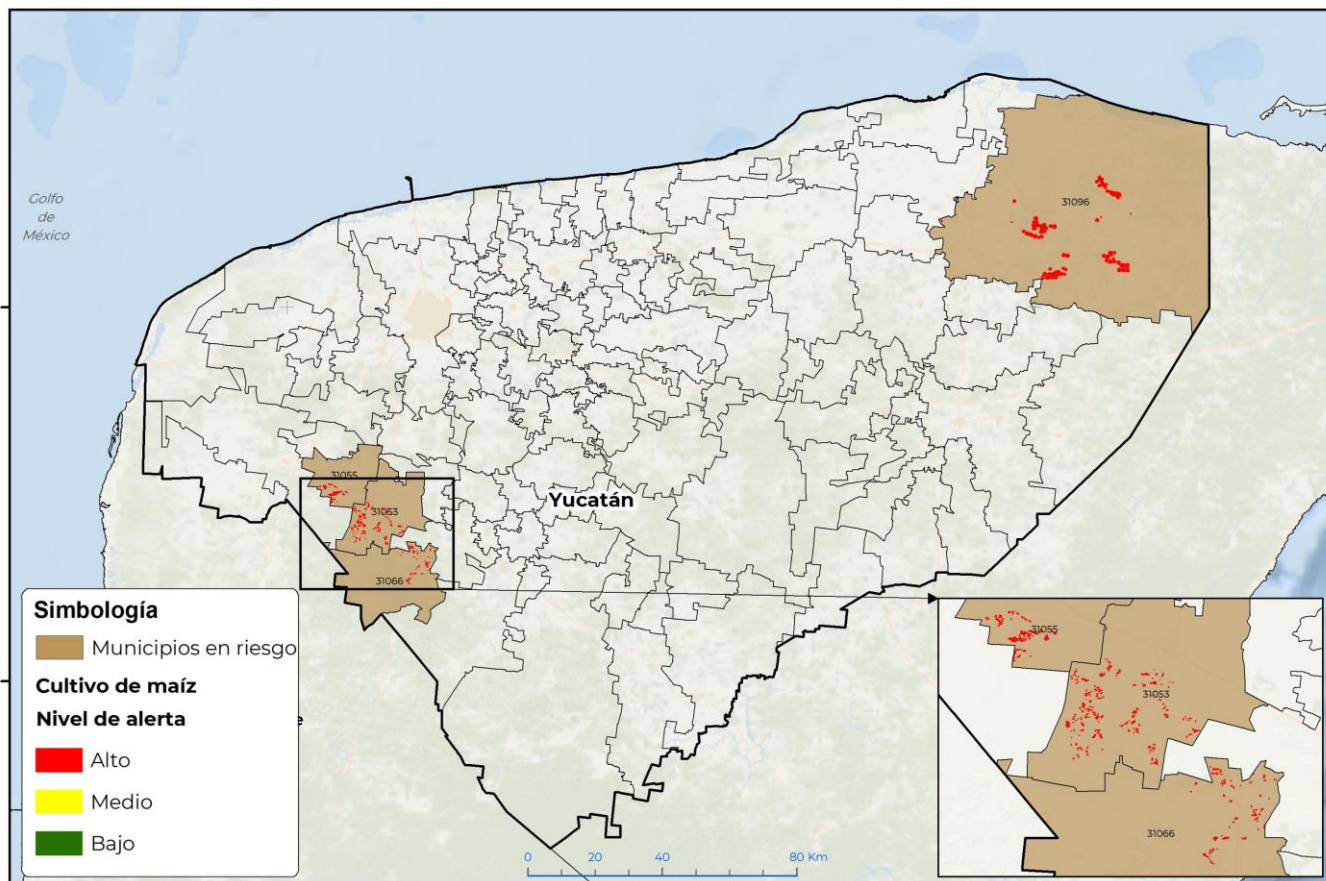 Golfo
de
México
31096
31055
31053
31066
Yucatán
Simbología
Municipios en riesgo
Cultivo de maíz
Nivel de alerta
Alto
Medio
Bajo
0 20 40 80 Km
31055
31053
31066